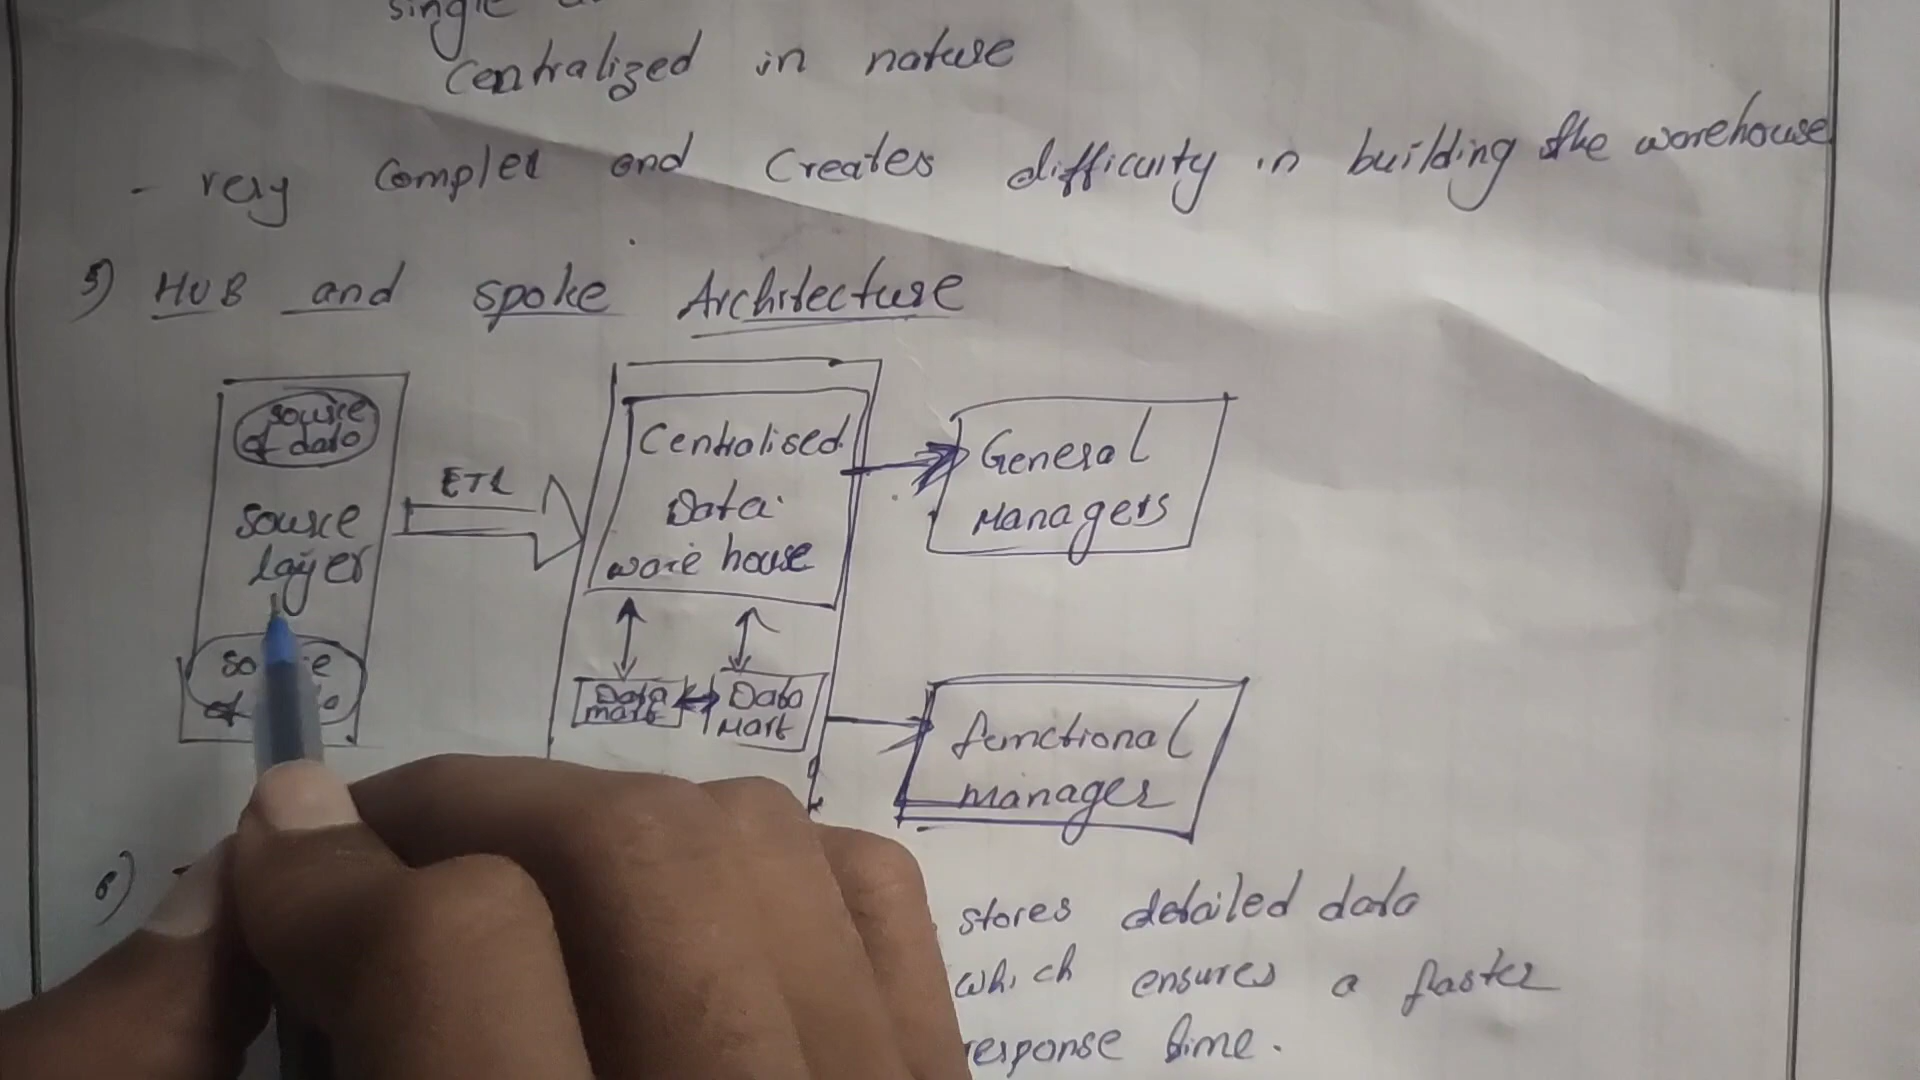 single
Centralized in nature
- very complex and creates difficulty in building the warehouse
5) HUB and spoke Architecture
source
of data
source
layer
ETL
Centralised
Data
ware house
Data
mart
Data
Mart
General
Managers
functional
manager
6)
stores detailed data
which ensures a faster
response time.